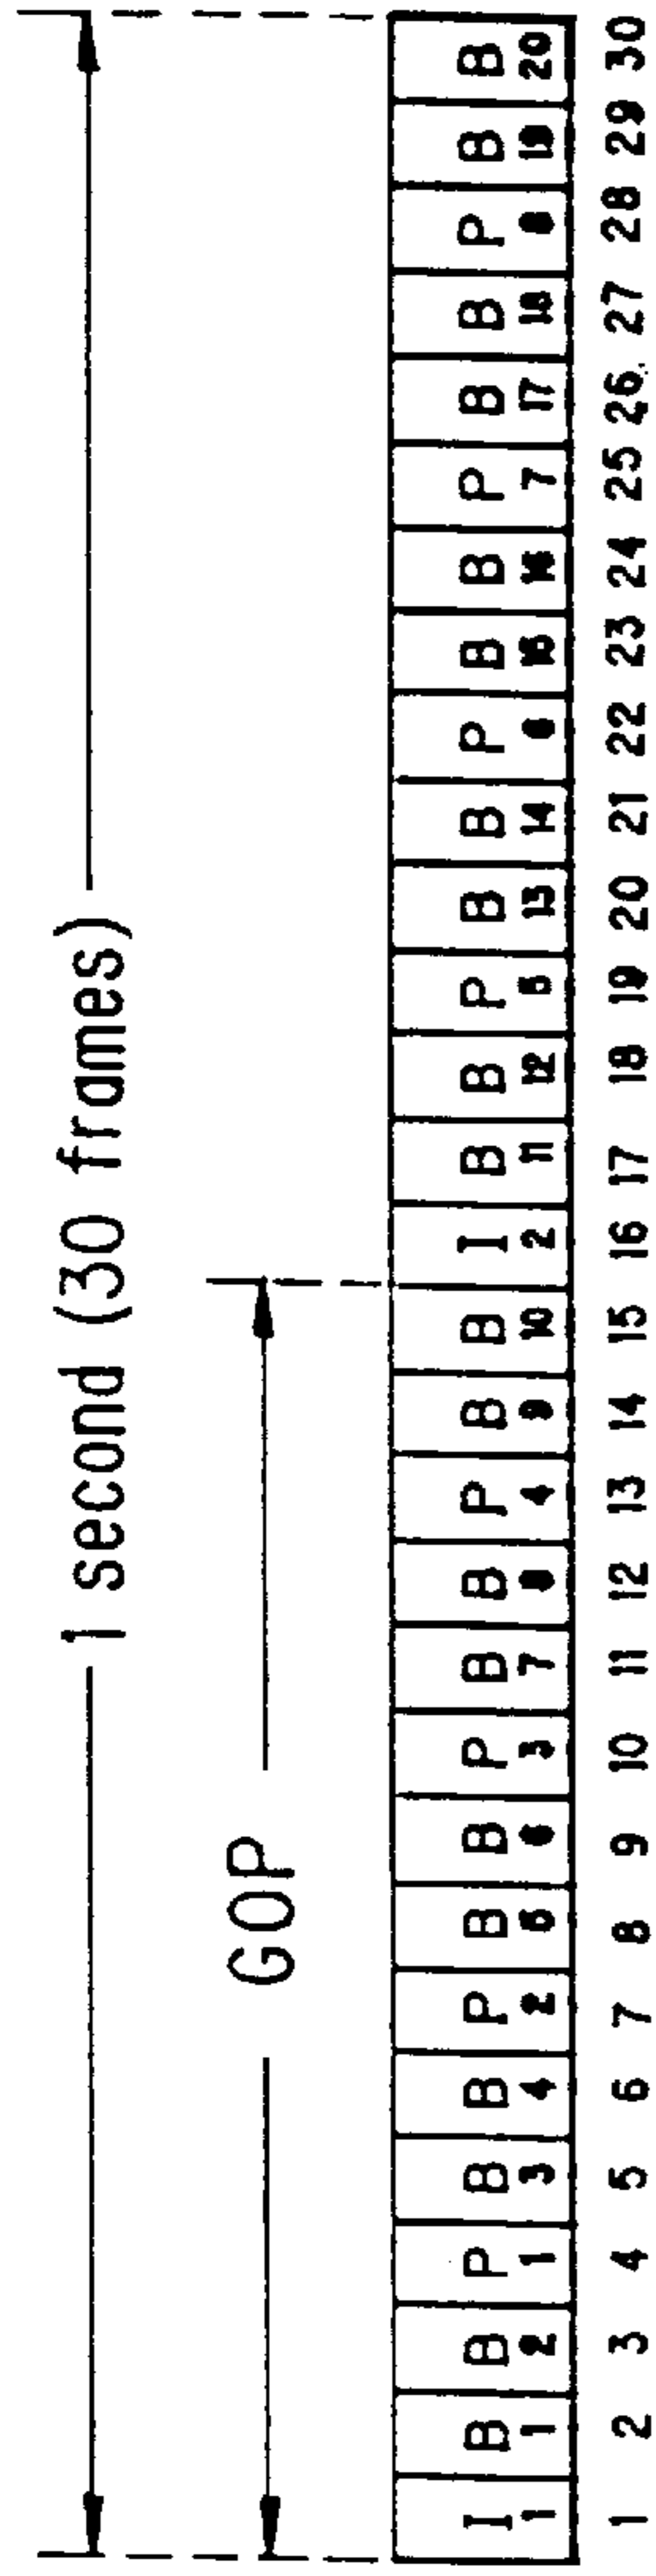 1 second (30 frames)
GOP
I B B P B B P B B P B B P B B I B B P B B P B B P B B P B B
1 1 2 1 3 4 2 5 6 3 7 8 4 9 10 2 11 12 5 13 14 6 15 16 7 17 18 8 19 20
1 2 3 4 5 6 7 8 9 10 11 12 13 14 15 16 17 18 19 20 21 22 23 24 25 26 27 28 29 30